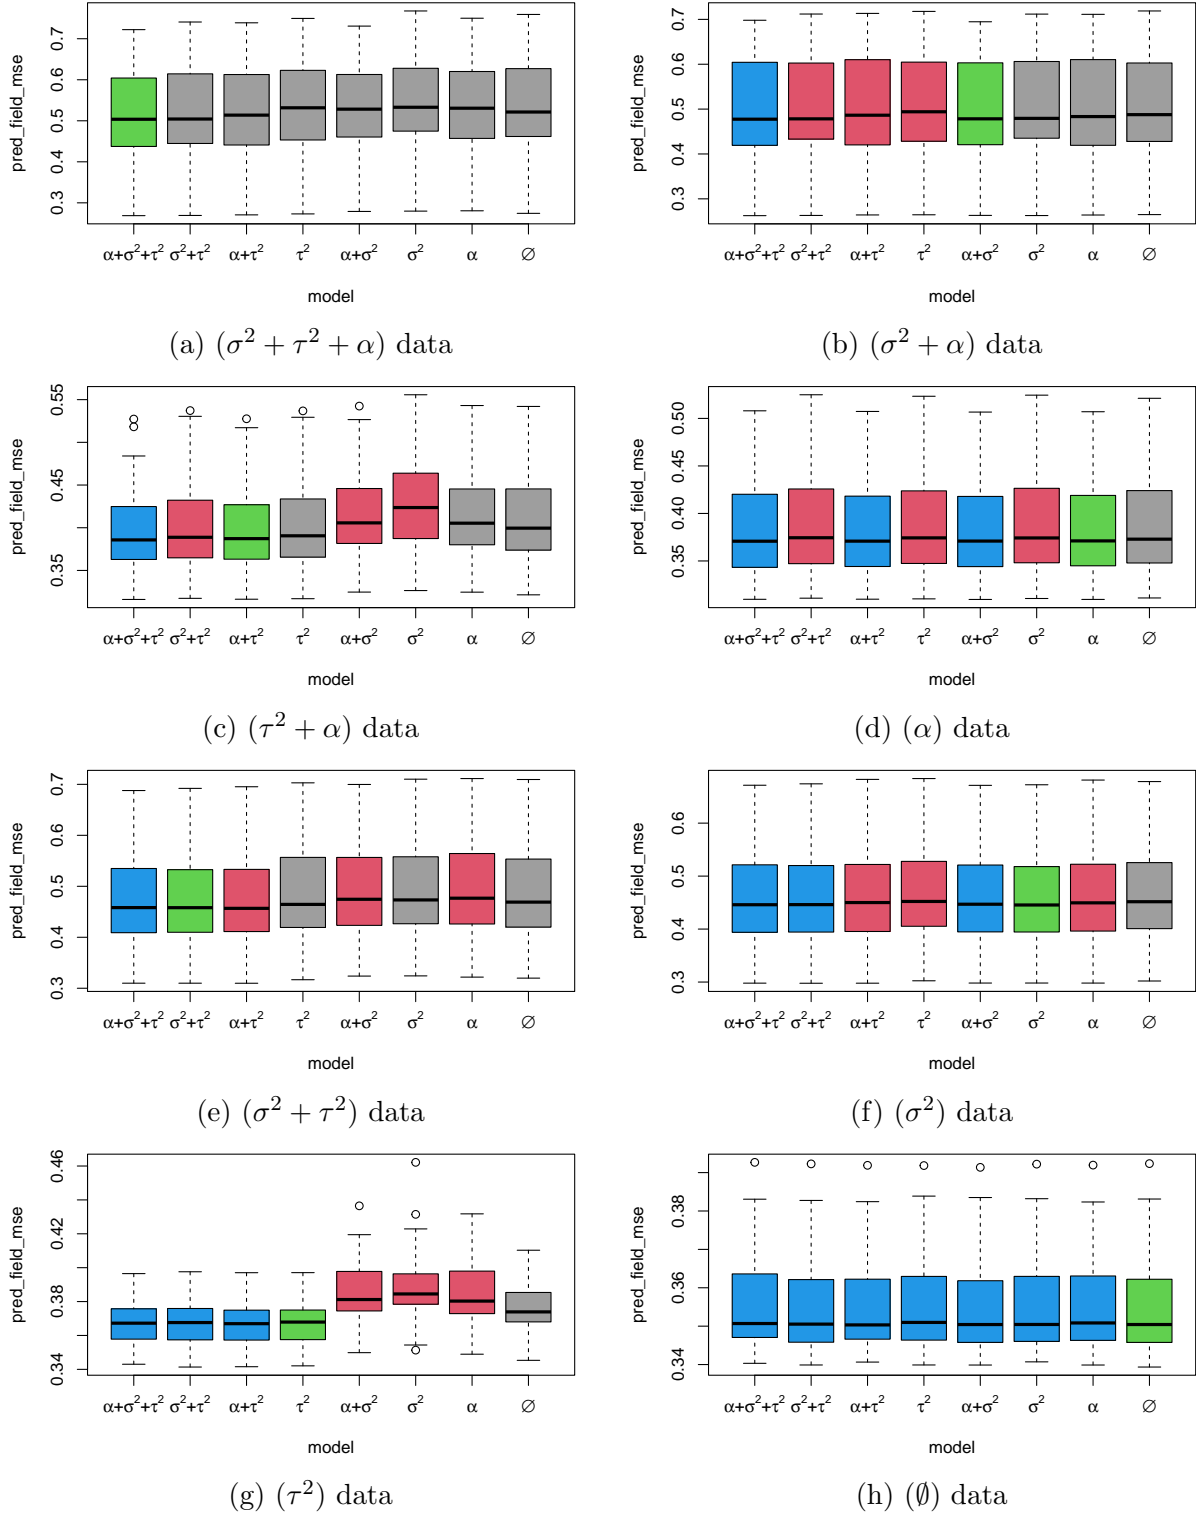 pred_field_mse
0.3 0.4 0.5 0.6 0.7
α+σ²+τ² σ²+τ² α+τ² τ² α+σ² σ² α ∅
model
(a) (σ² + τ² + α) data
pred_field_mse
0.3 0.4 0.5 0.6 0.7
α+σ²+τ² σ²+τ² α+τ² τ² α+σ² σ² α ∅
model
(b) (σ² + α) data
pred_field_mse
0.35 0.45 0.55
α+σ²+τ² σ²+τ² α+τ² τ² α+σ² σ² α ∅
model
(c) (τ² + α) data
pred_field_mse
0.35 0.40 0.45 0.50
α+σ²+τ² σ²+τ² α+τ² τ² α+σ² σ² α ∅
model
(d) (α) data
pred_field_mse
0.3 0.4 0.5 0.6 0.7
α+σ²+τ² σ²+τ² α+τ² τ² α+σ² σ² α ∅
model
(e) (σ² + τ²) data
pred_field_mse
0.3 0.4 0.5 0.6
α+σ²+τ² σ²+τ² α+τ² τ² α+σ² σ² α ∅
model
(f) (σ²) data
pred_field_mse
0.34 0.38 0.42 0.46
α+σ²+τ² σ²+τ² α+τ² τ² α+σ² σ² α ∅
model
(g) (τ²) data
pred_field_mse
0.34 0.36 0.38
α+σ²+τ² σ²+τ² α+τ² τ² α+σ² σ² α ∅
model
(h) (∅) data